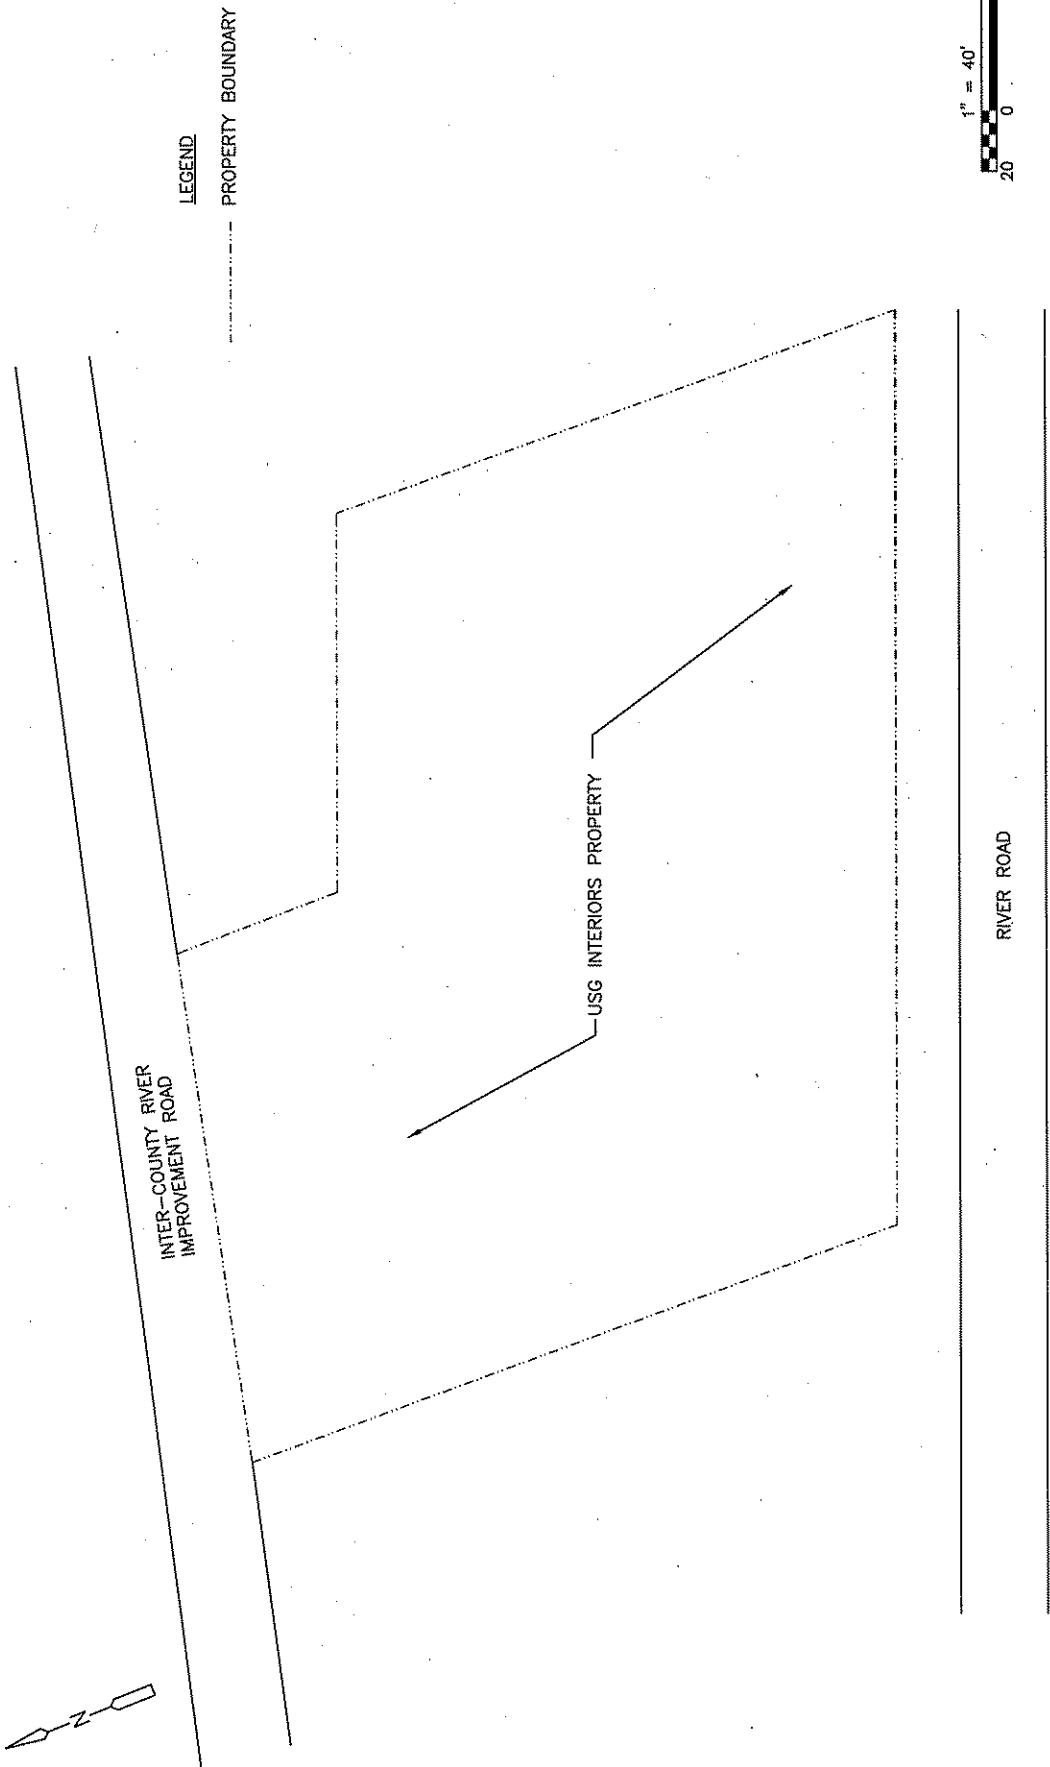 N
INTER-COUNTY RIVER
IMPROVEMENT ROAD
LEGEND
PROPERTY BOUNDARY
USG INTERIORS PROPERTY
RIVER ROAD
1" = 40'
20 0